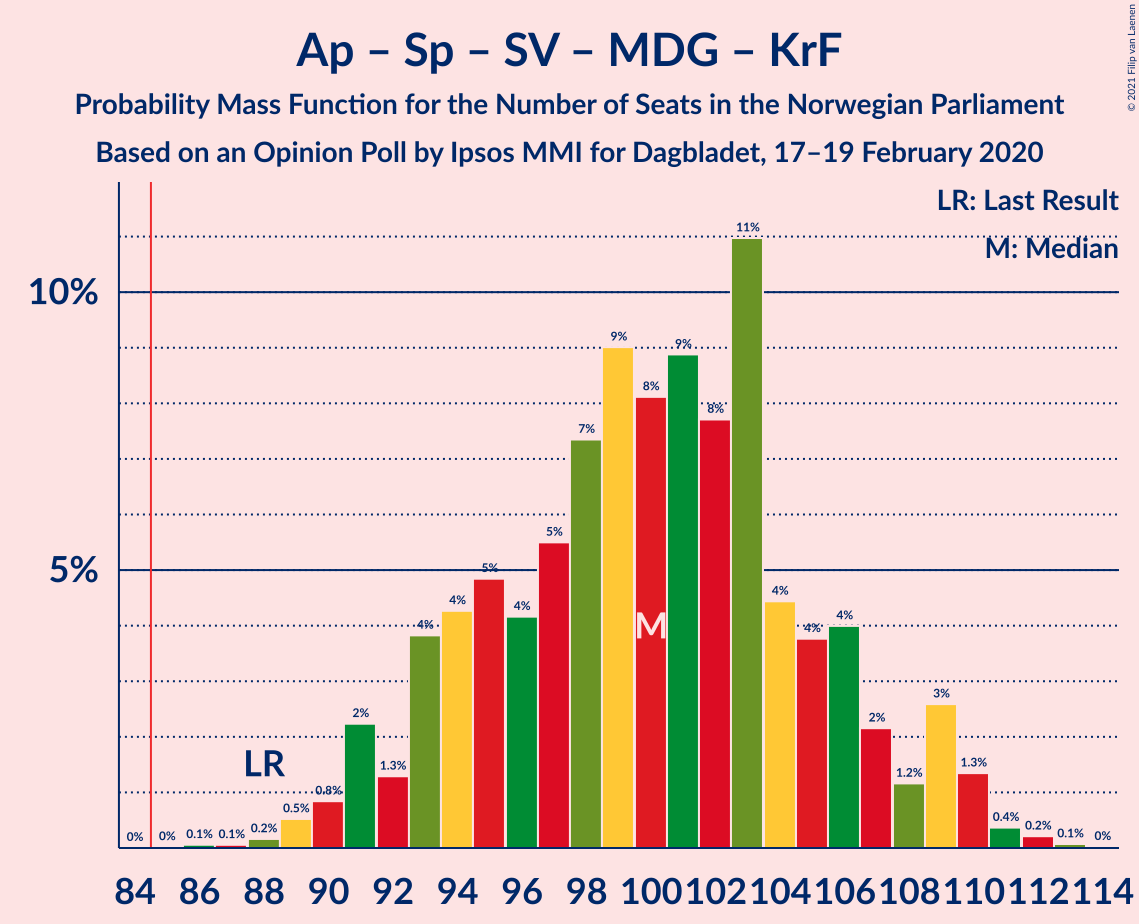 Ap – Sp – SV – MDG – KrF
Probability Mass Function for the Number of Seats in the Norwegian Parliament
Based on an Opinion Poll by Ipsos MMI for Dagbladet, 17–19 February 2020
© 2021 Filip van Laenen
LR: Last Result
M: Median
10%
5%
LR
M
0% 0% 0.1% 0.1% 0.2% 0.5% 0.8% 2% 1.3% 4% 4% 5% 4% 5% 7% 9% 8% 9% 8% 11% 4% 4% 4% 2% 1.2% 3% 1.3% 0.4% 0.2% 0.1% 0%
84 86 88 90 92 94 96 98 100 102 104 106 108 110 112 114